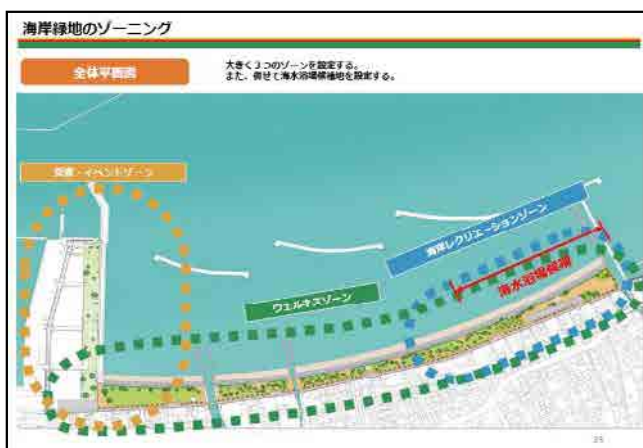 海岸緑地のゾーニング
全体平面図
大きく3つのゾーンを設定する。
また、併せて海水浴場候補地を設定する。
・イベントゾーン
海岸レクリエーションゾーン
海水浴場候補
ウェルネスゾーン
25